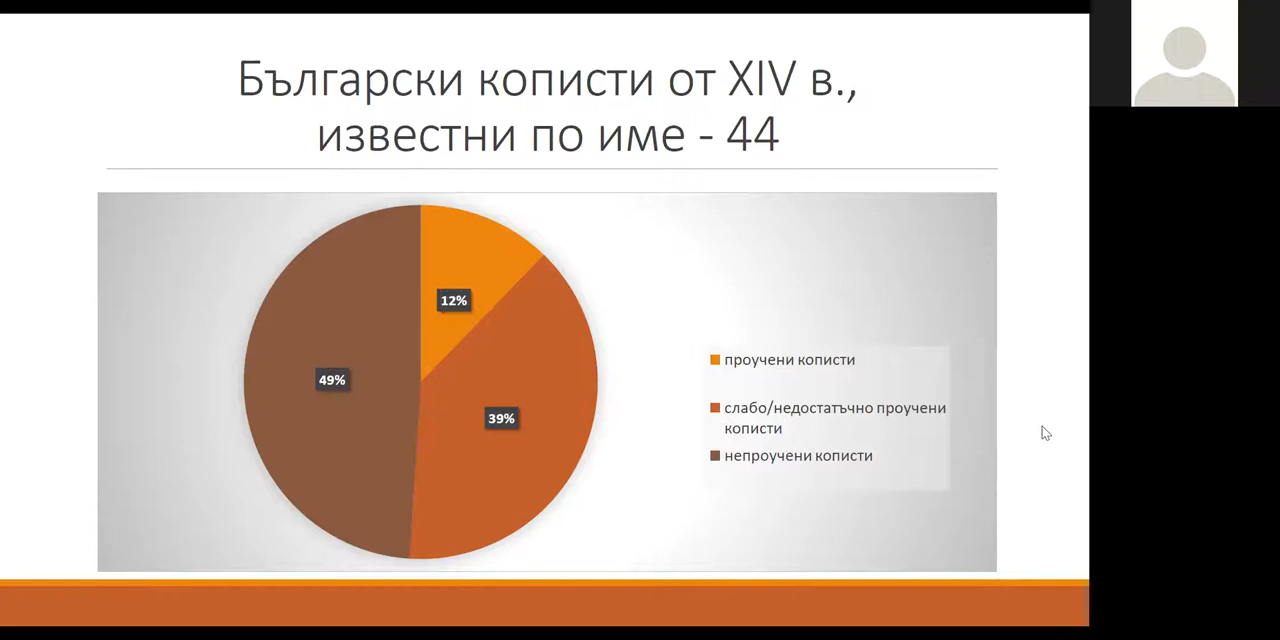 Български кописти от XIV в.,
известни по име - 44
12%
49%
39%
проучени кописти
слабо/недостатъчно проучени
кописти
непроучени кописти